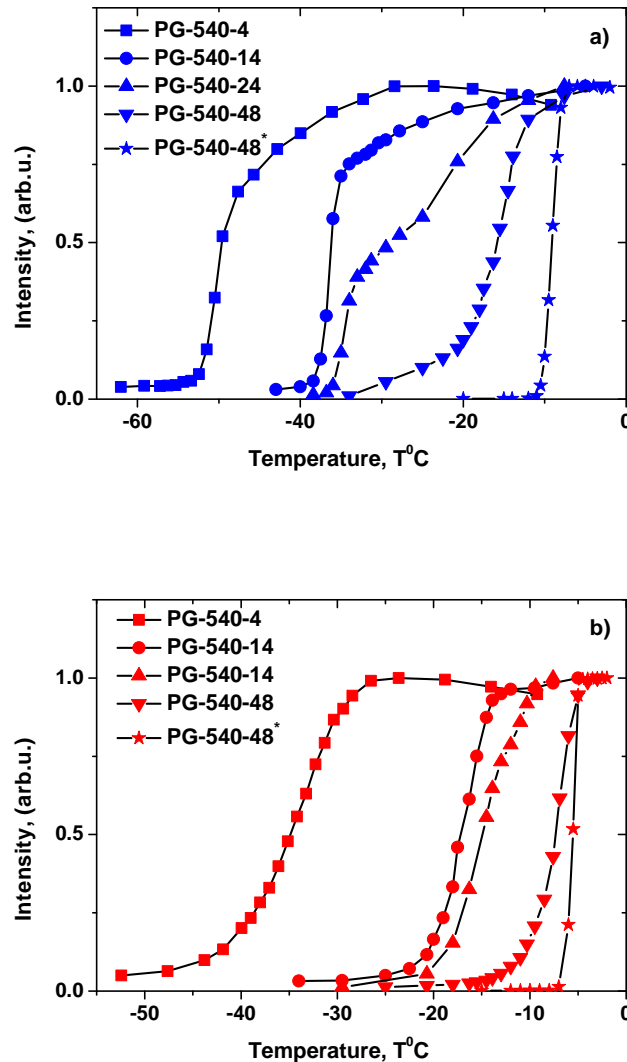 PG-540-4
PG-540-14
PG-540-24
PG-540-48
PG-540-48*
a)
1.0
0.5
0.0
Intensity, (arb.u.)
-60 -40 -20 0
Temperature, T⁰C
PG-540-4
PG-540-14
PG-540-14
PG-540-48
PG-540-48*
b)
1.0
0.5
0.0
Intensity, (arb.u.)
-50 -40 -30 -20 -10 0
Temperature, T⁰C